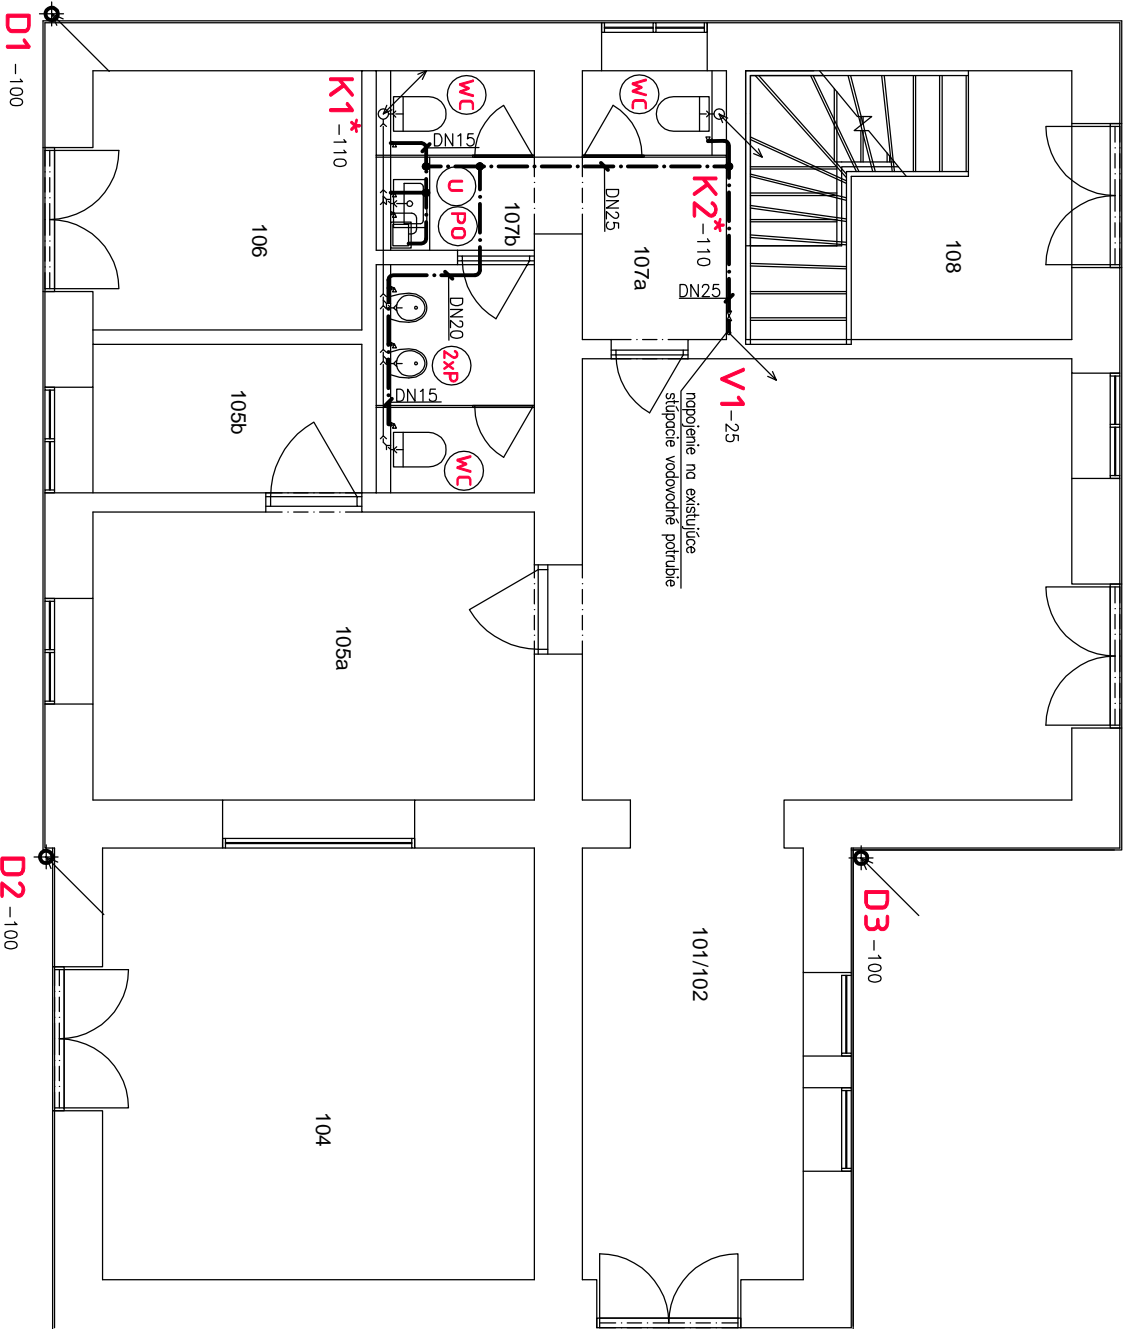 D1 -100
K1* -110
WC
DN15
U
PO
107b
WC
DN25
K2* -110
107a
DN25
108
106
DN20
2xP
DN15
WC
105b
V1-25
napojenie na existujúce
stúpacie vodovodné potrubie
105a
D2 -100
D3 -100
101/102
104